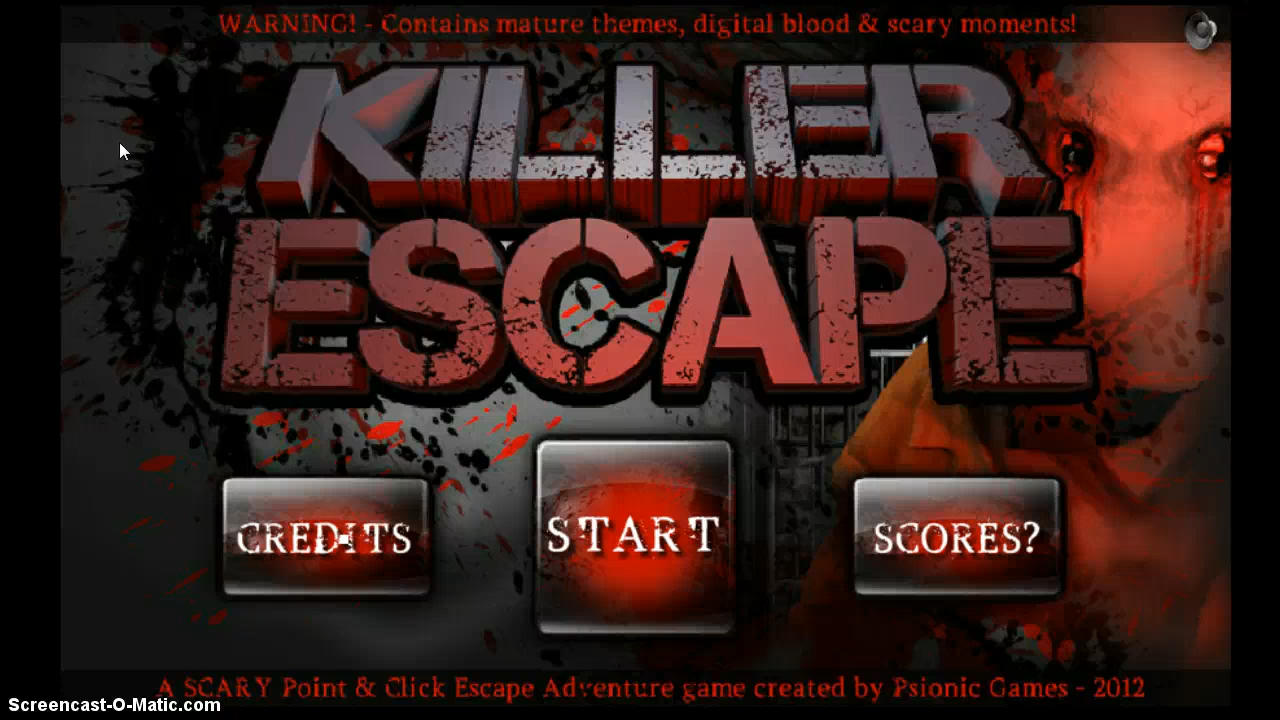 WARNING! - Contains mature themes, digital blood & scary moments!
KILLER
ESCAPE
CREDITS
START
SCORES?
A SCARY Point & Click Escape Adventure game created by Psionic Games - 2012
Screencast-O-Matic.com